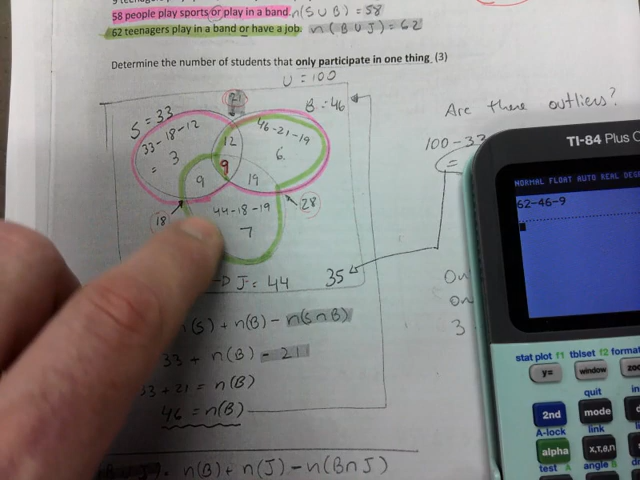 58 people play sports or play in a band. n(S∪B) = 58
62 teenagers play in a band or have a job. n(B∪J) = 62
Determine the number of students that only participate in one thing. (3)
U = 100
21
B = 46
Are there outliers?
S = 33
33-18-12
= 3
12
46-21-19
6.
100-33
=
9
9
19
18
44-18-19
28
7
J = 44
35
n(B) - n(S∩B)
33 + n(B) - 21
33 + 21 = n(B)
46 = n(B)
n(B) + n(J) - n(B∩J)
3
TI-84 Plus
NORMAL FLOAT AUTO REAL
62-46-9
stat plot f1 tblset f2 format
y= window
quit
2nd mode
A-lock link
alpha X,T,θ,n
test A angle B